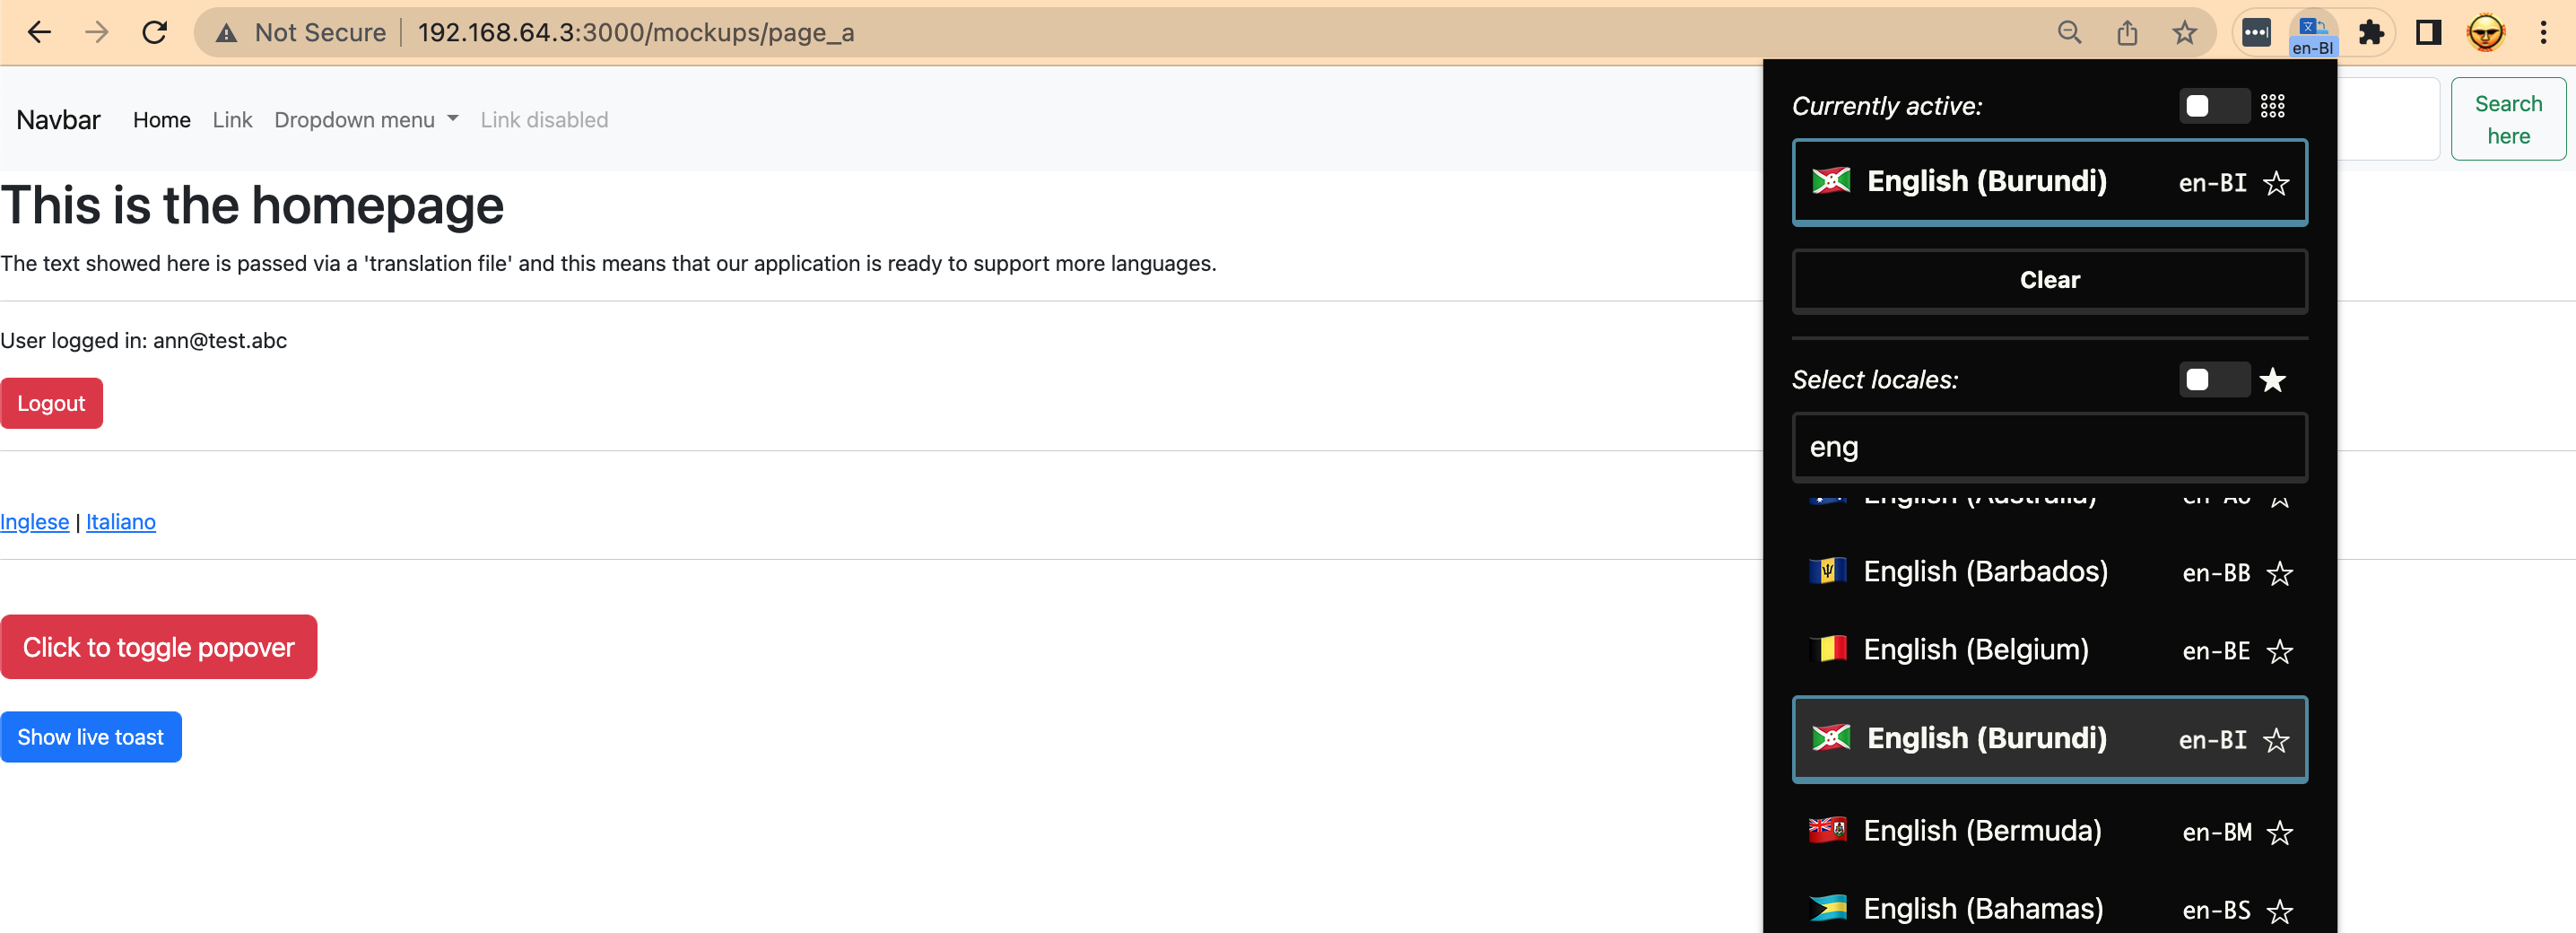 Not Secure | 192.168.64.3:3000/mockups/page_a
en-BI
Navbar Home Link Dropdown menu Link disabled
Search
here
This is the homepage
The text showed here is passed via a 'translation file' and this means that our application is ready to support more languages.
User logged in: ann@test.abc
Logout
Inglese | Italiano
Click to toggle popover
Show live toast
Currently active:
English (Burundi) en-BI
Clear
Select locales:
eng
English (Australia) en-AU
English (Barbados) en-BB
English (Belgium) en-BE
English (Burundi) en-BI
English (Bermuda) en-BM
English (Bahamas) en-BS